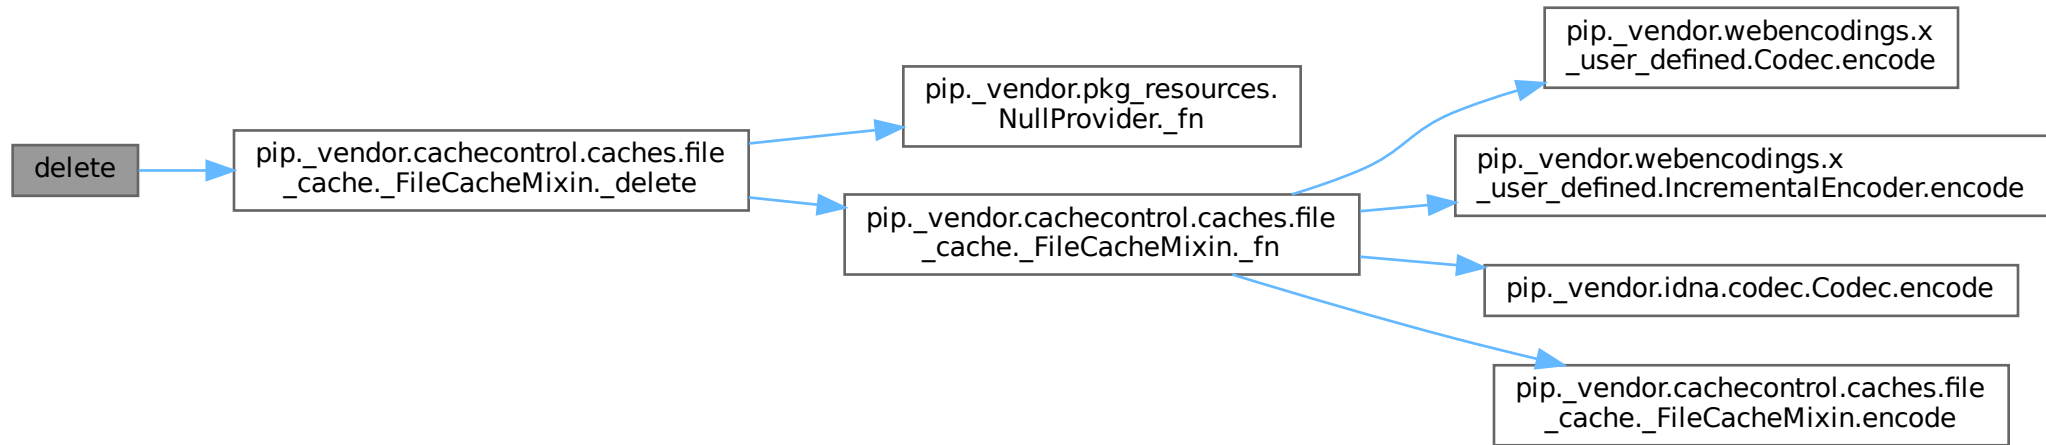 delete
pip._vendor.cachecontrol.caches.file
_cache._FileCacheMixin._delete
pip._vendor.pkg_resources.
NullProvider._fn
pip._vendor.cachecontrol.caches.file
_cache._FileCacheMixin._fn
pip._vendor.webencodings.x
_user_defined.Codec.encode
pip._vendor.webencodings.x
_user_defined.IncrementalEncoder.encode
pip._vendor.idna.codec.Codec.encode
pip._vendor.cachecontrol.caches.file
_cache._FileCacheMixin.encode